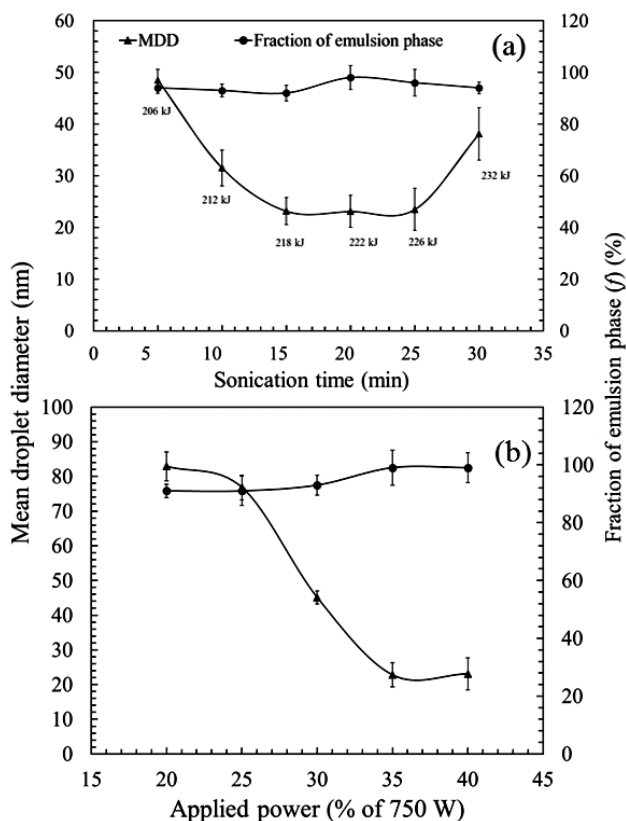 Mean droplet diameter (nm)
Fraction of emulsion phase (f) (%)
MDD
Fraction of emulsion phase
(a)
60
50
40
30
20
10
0
120
100
80
60
40
20
0
206 kJ
212 kJ
218 kJ
222 kJ
226 kJ
232 kJ
0 5 10 15 20 25 30 35
Sonication time (min)
(b)
100
90
80
70
60
50
40
30
20
10
0
120
100
80
60
40
20
0
15 20 25 30 35 40 45
Applied power (% of 750 W)